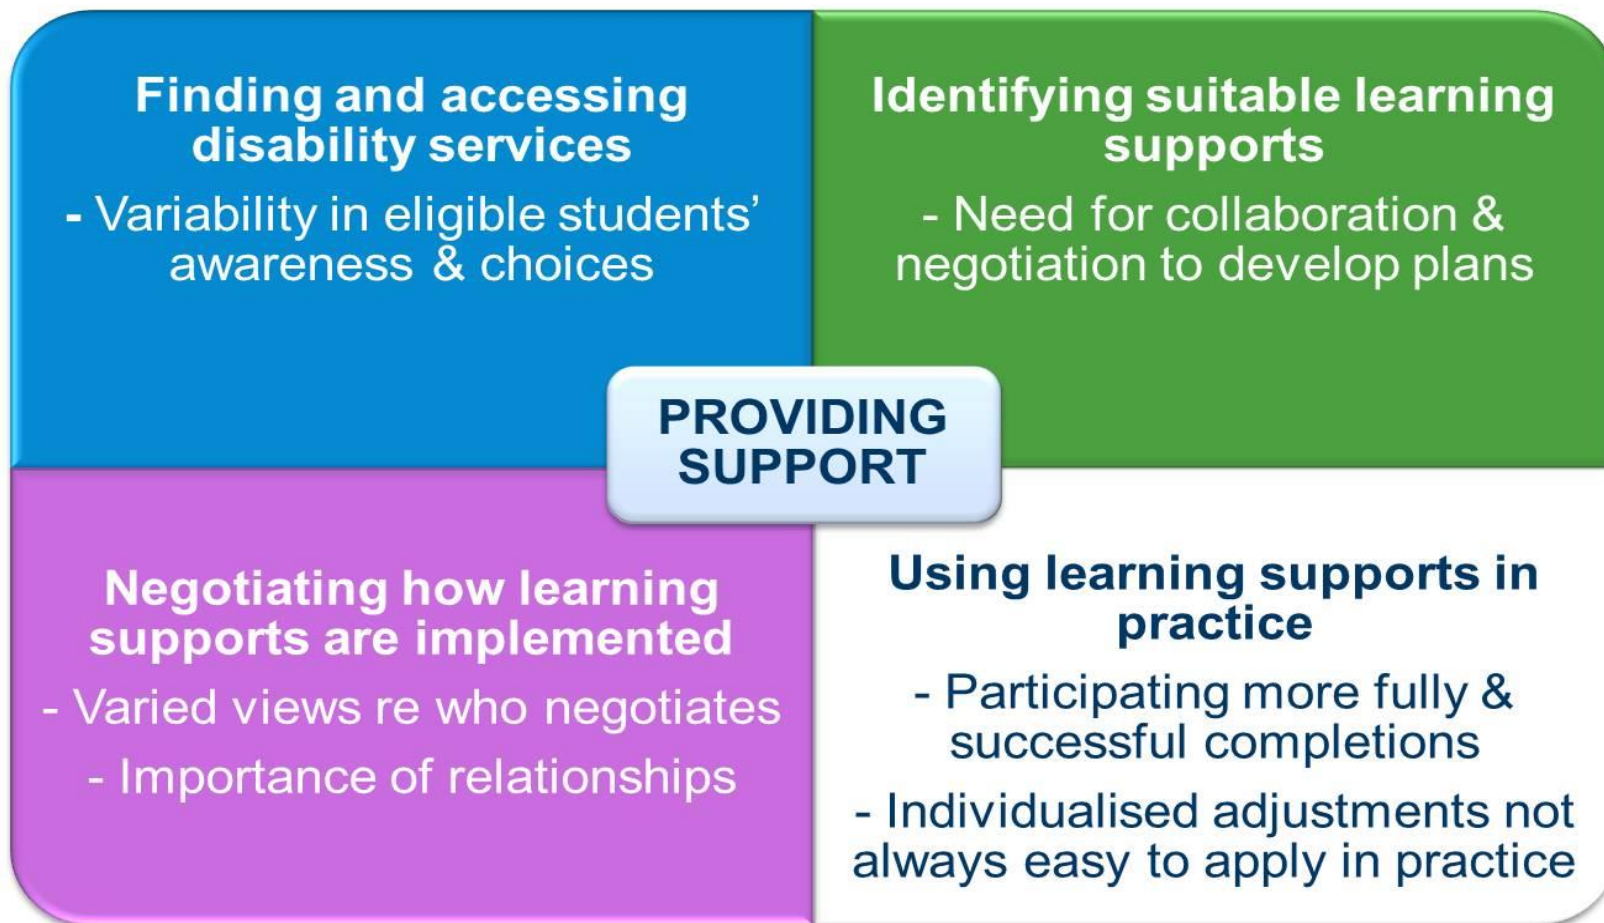 Finding and accessing
disability services
- Variability in eligible students’
awareness & choices
Identifying suitable learning
supports
- Need for collaboration &
negotiation to develop plans
PROVIDING
SUPPORT
Negotiating how learning
supports are implemented
- Varied views re who negotiates
- Importance of relationships
Using learning supports in
practice
- Participating more fully &
successful completions
- Individualised adjustments not
always easy to apply in practice